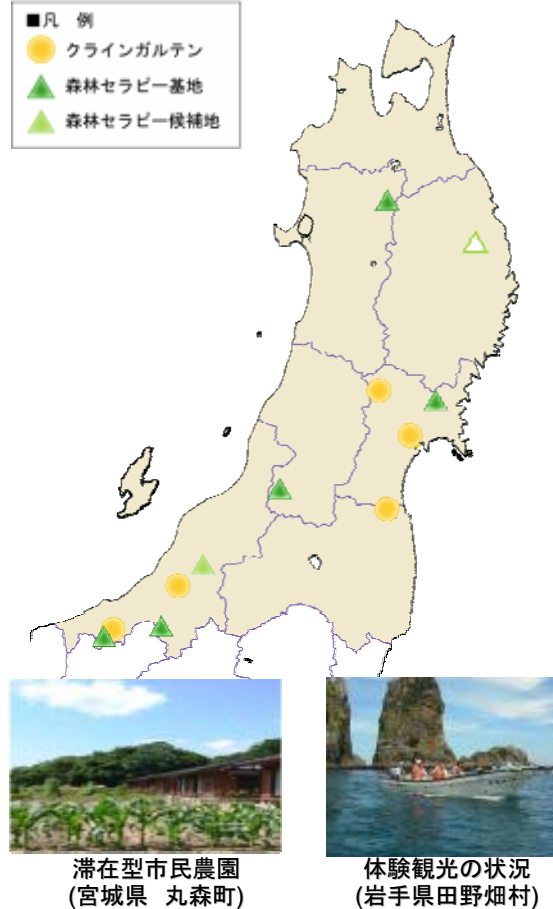 ■凡 例
クラインガルテン
森林セラピー基地
森林セラピー候補地
滞在型市民農園
(宮城県 丸森町)
体験観光の状況
(岩手県田野畑村)